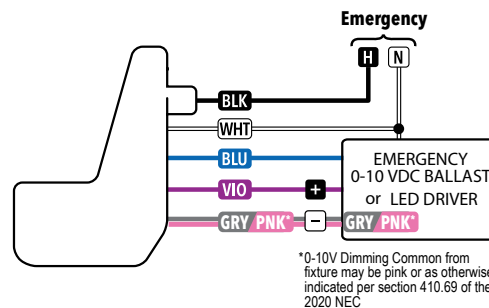 Emergency
H N
BLK
WHT
BLU
VIO +
GRY/PNK* − GRY/PNK*
EMERGENCY
0-10 VDC BALLAST
or LED DRIVER
*0-10V Dimming Common from
fixture may be pink or as otherwise
indicated per section 410.69 of the
2020 NEC